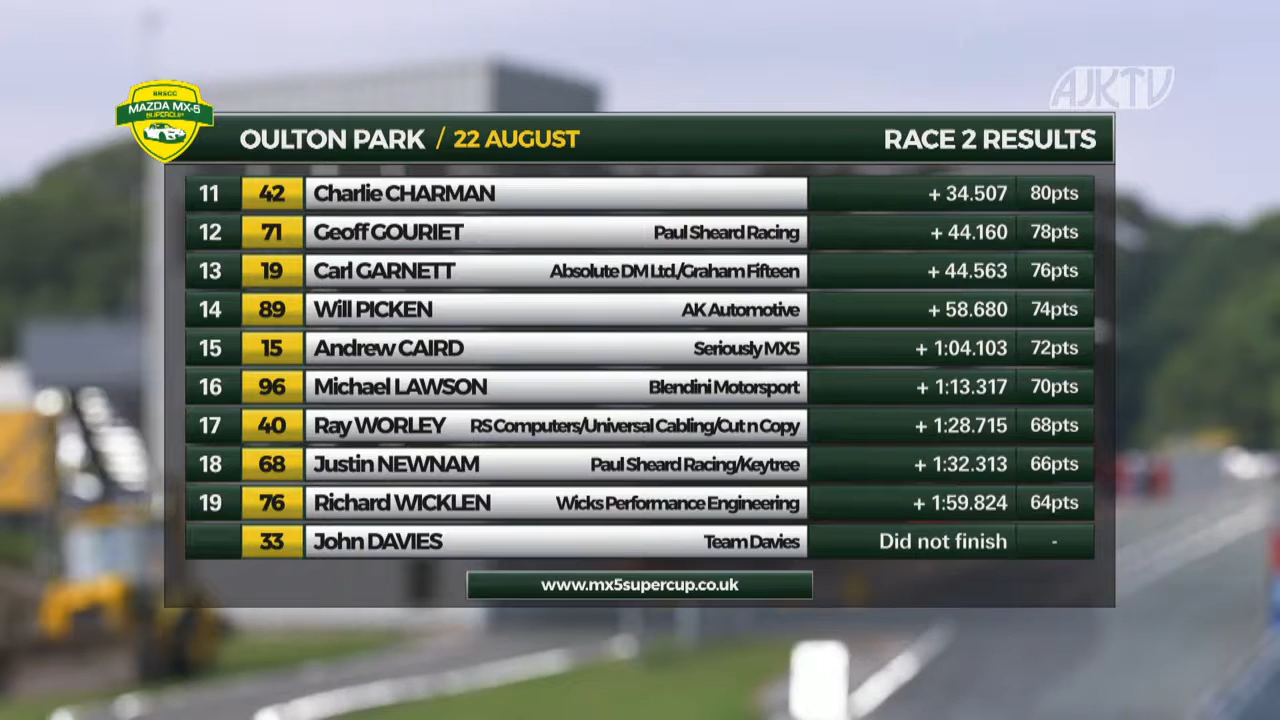 AJKTV
BRSCC
MAZDA MX-5
SUPERCUP
OULTON PARK / 22 AUGUST RACE 2 RESULTS
11 42 Charlie CHARMAN + 34.507 80pts
12 71 Geoff GOURIET Paul Sheard Racing + 44.160 78pts
13 19 Carl GARNETT Absolute DM Ltd./Graham Fifteen + 44.563 76pts
14 89 Will PICKEN AK Automotive + 58.680 74pts
15 15 Andrew CAIRD Seriously MX5 + 1:04.103 72pts
16 96 Michael LAWSON Blendini Motorsport + 1:13.317 70pts
17 40 Ray WORLEY RS Computers/Universal Cabling/Cut n Copy + 1:28.715 68pts
18 68 Justin NEWNAM Paul Sheard Racing/Keytree + 1:32.313 66pts
19 76 Richard WICKLEN Wicks Performance Engineering + 1:59.824 64pts
33 John DAVIES Team Davies Did not finish -
www.mx5supercup.co.uk